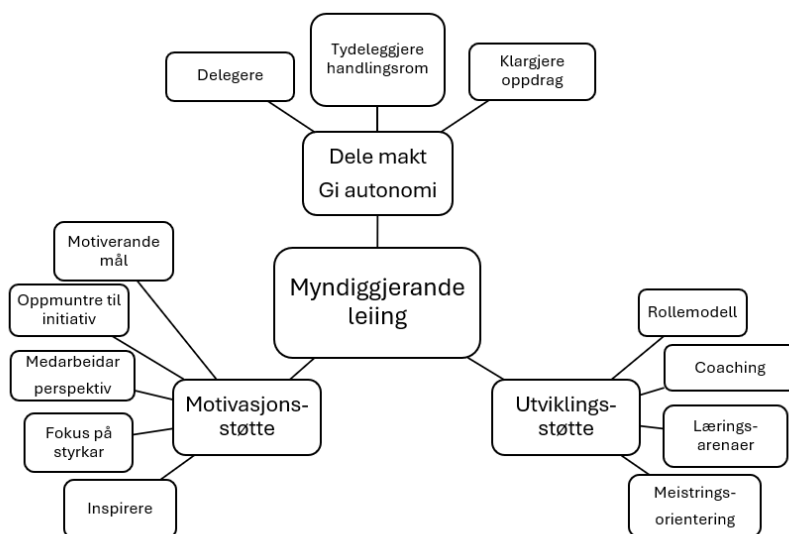 Delegere
Tydeleggjere
handlingsrom
Klargjere
oppdrag
Dele makt
Gi autonomi
Myndiggjerande
leiing
Motiverande
mål
Oppmuntre til
initiativ
Medarbeidar
perspektiv
Fokus på
styrkar
Inspirere
Motivasjons-
støtte
Utviklings-
støtte
Rollemodell
Coaching
Lærings-
arenaer
Meistrings-
orientering